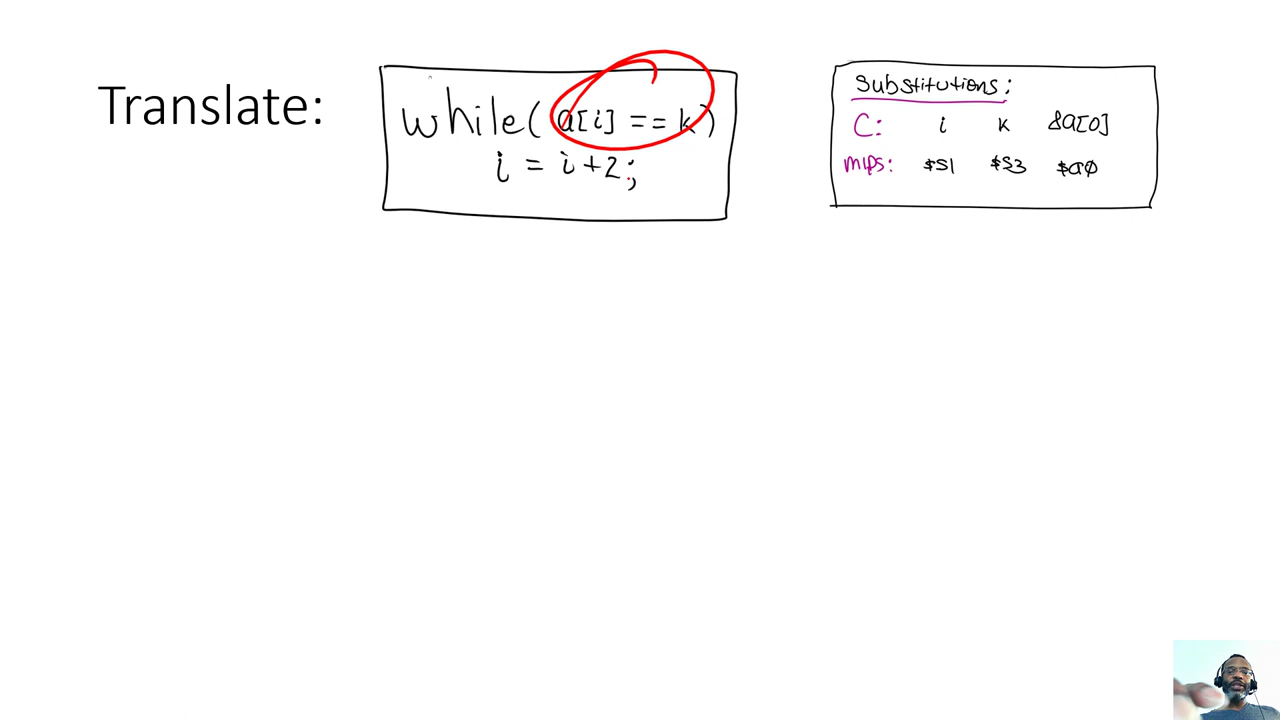 Translate:
while( a[i] == k)
i = i+2;
Substitutions:
C: i k &a[0]
mips: $S1 $S3 $a0